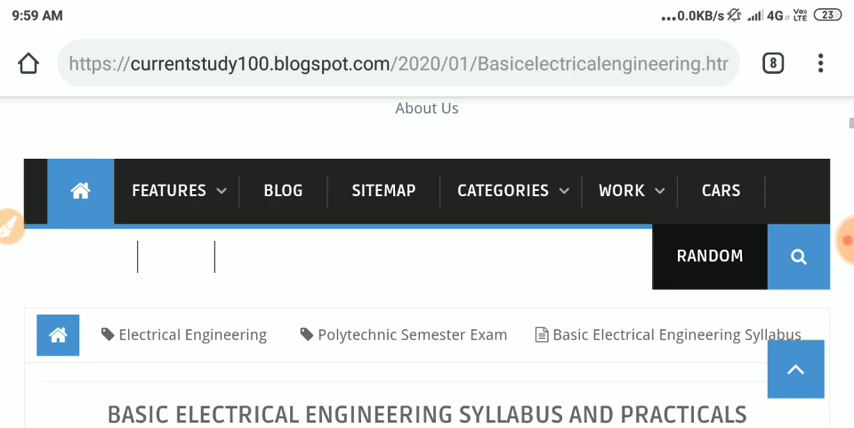 9:59 AM ...0.0KB/s 4G Vo) LTE 23
https://currentstudy100.blogspot.com/2020/01/Basicelectricalengineering.htr 8
About Us
FEATURES BLOG SITEMAP CATEGORIES WORK CARS
RANDOM
Electrical Engineering Polytechnic Semester Exam Basic Electrical Engineering Syllabus
BASIC ELECTRICAL ENGINEERING SYLLABUS AND PRACTICALS